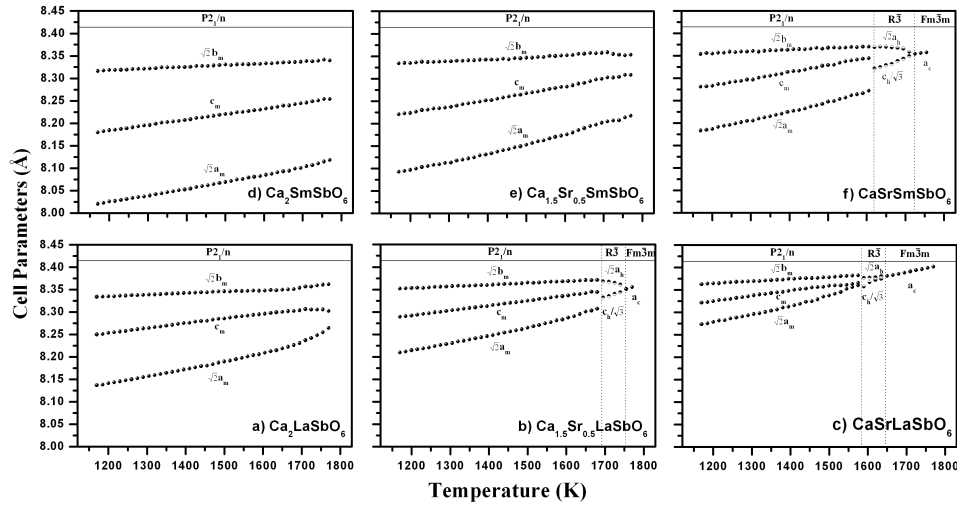 P2₁/n
P2₁/n
P2₁/n R3̅ Fm3̅m
8.45
8.40
8.35
8.30
8.25
8.20
8.15
8.10
8.05
8.00
√2b_m
c_m
√2a_m
d) Ca₂SmSbO₆
√2b_m
c_m
√2a_m
e) Ca₁.₅Sr₀.₅SmSbO₆
√2b_m
√2a_h
c_m
c_h/√3
a_c
√2a_m
f) CaSrSmSbO₆
Cell Parameters (Å)
P2₁/n
P2₁/n R3̅ Fm3̅m
P2₁/n R3̅ Fm3̅m
8.45
8.40
8.35
8.30
8.25
8.20
8.15
8.10
8.05
8.00
√2b_m
c_m
√2a_m
a) Ca₂LaSbO₆
√2b_m
√2a_h
c_m
c_h/√3
a_c
√2a_m
b) Ca₁.₅Sr₀.₅LaSbO₆
√2b_m
√2a_h
c_m
c_h/√3
a_c
√2a_m
c) CaSrLaSbO₆
1200 1300 1400 1500 1600 1700 1800
1200 1300 1400 1500 1600 1700 1800
1200 1300 1400 1500 1600 1700 1800
Temperature (K)